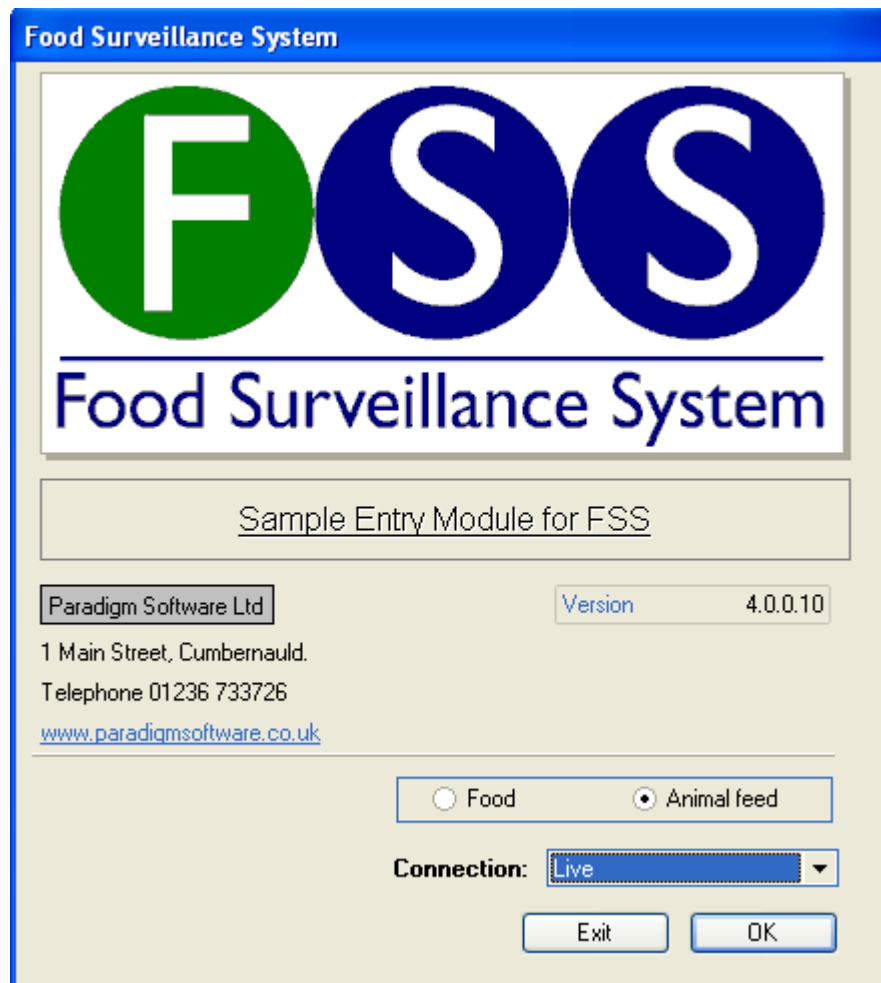 Food Surveillance System
FSS
Food Surveillance System
Sample Entry Module for FSS
Paradigm Software Ltd
Version 4.0.0.10
1 Main Street, Cumbernauld.
Telephone 01236 733726
www.paradigmsoftware.co.uk
Food Animal feed
Connection: Live
Exit OK